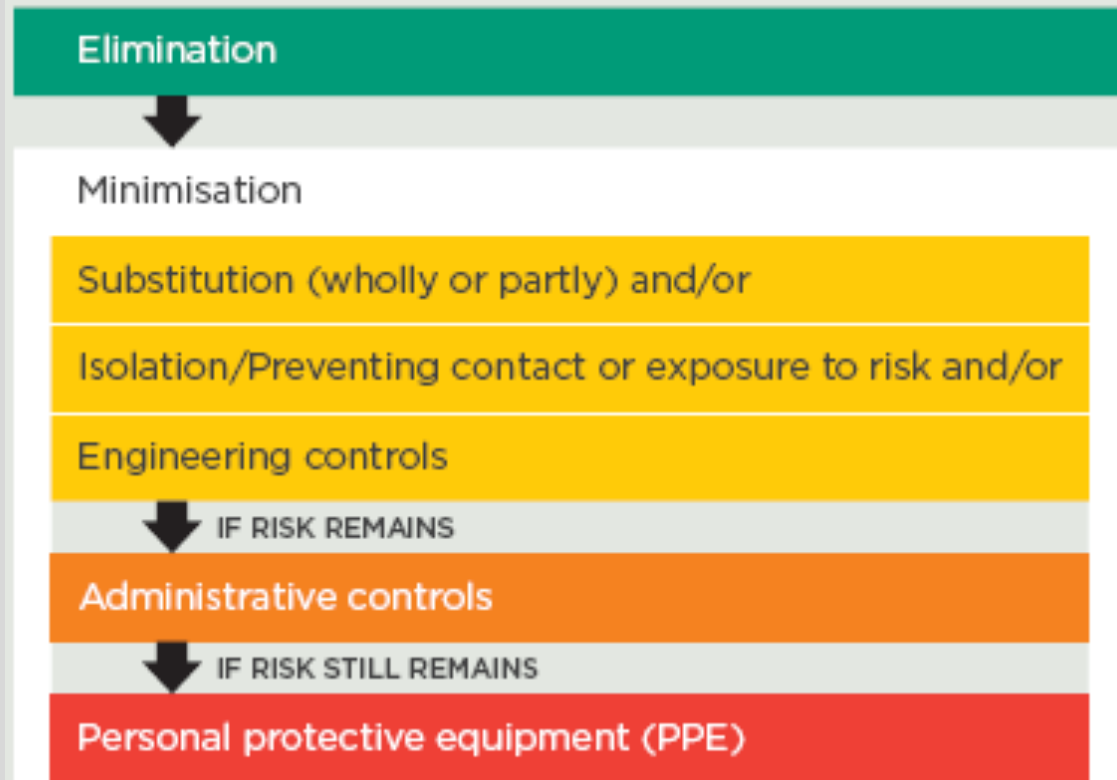 Elimination
Minimisation
Substitution (wholly or partly) and/or
Isolation/Preventing contact or exposure to risk and/or
Engineering controls
IF RISK REMAINS
Administrative controls
IF RISK STILL REMAINS
Personal protective equipment (PPE)